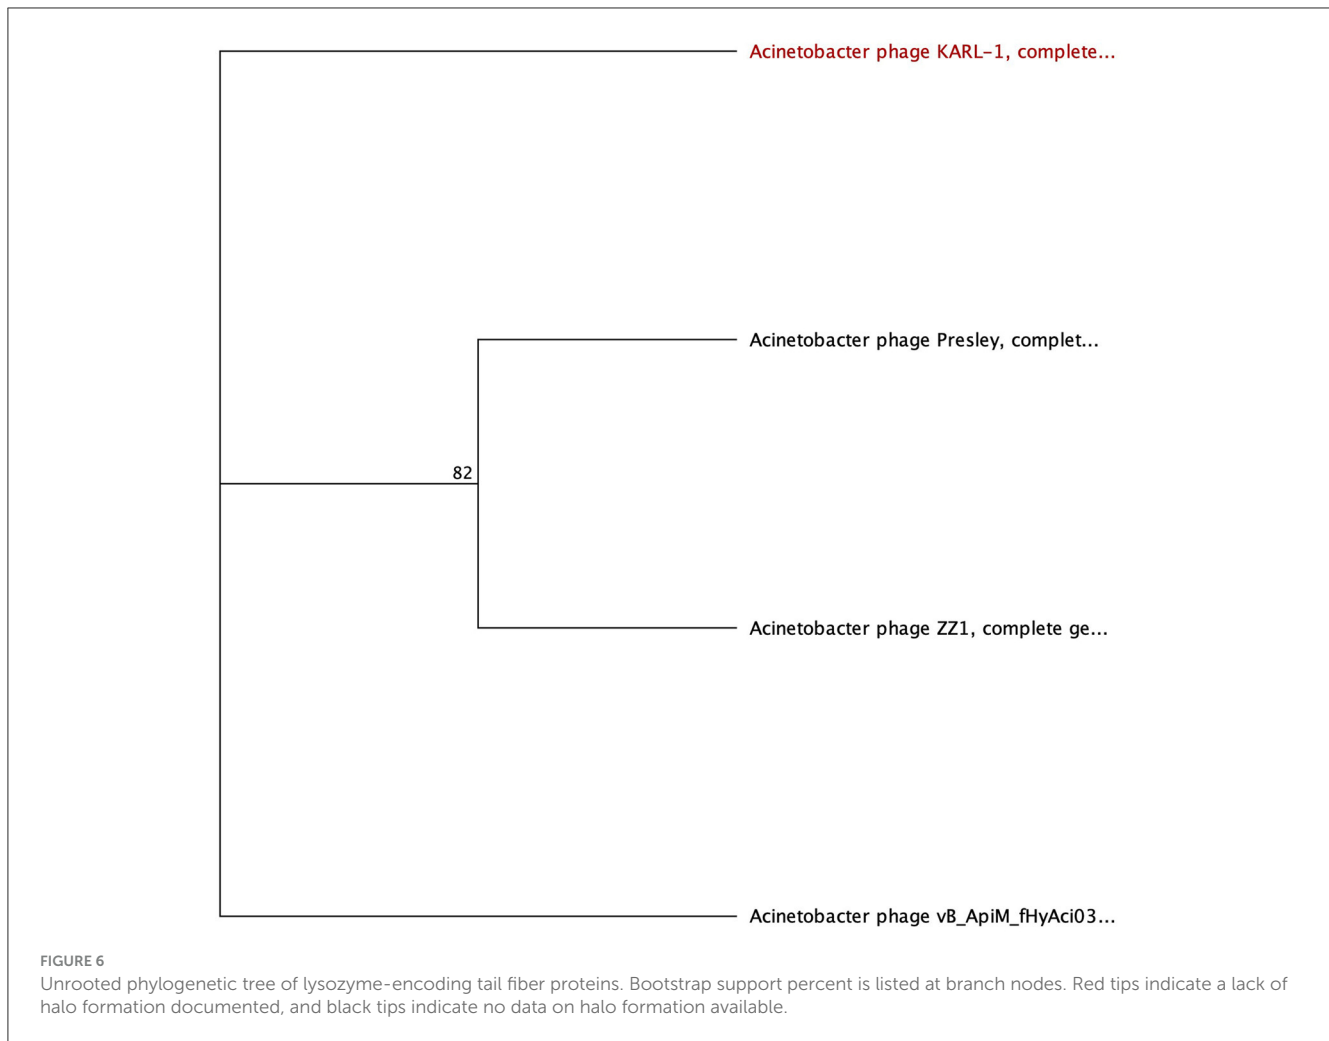 Acinetobacter phage KARL-1, complete...
Acinetobacter phage Presley, complet...
82
Acinetobacter phage ZZ1, complete ge...
Acinetobacter phage vB_ApiM_fHyAci03...
FIGURE 6
Unrooted phylogenetic tree of lysozyme-encoding tail fiber proteins. Bootstrap support percent is listed at branch nodes. Red tips indicate a lack of
halo formation documented, and black tips indicate no data on halo formation available.